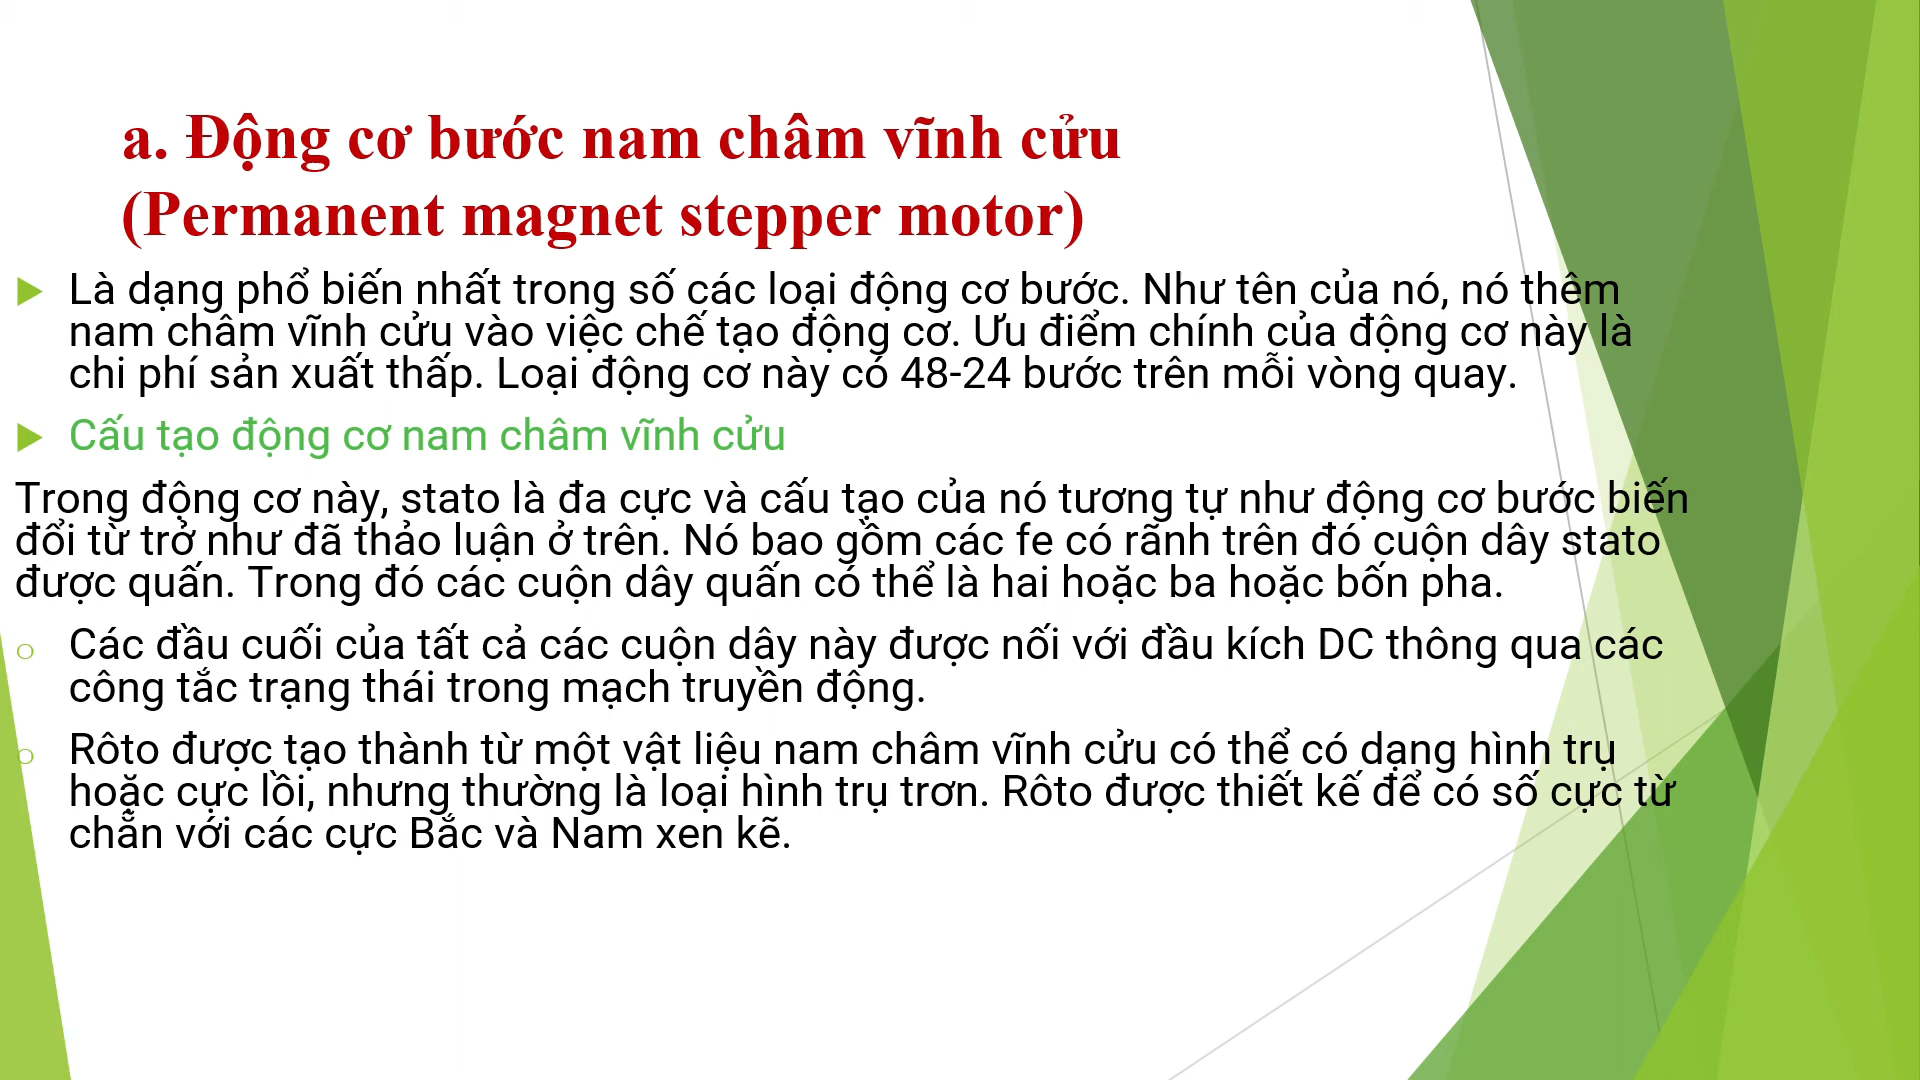 a. Động cơ bước nam châm vĩnh cửu
(Permanent magnet stepper motor)
Là dạng phổ biến nhất trong số các loại động cơ bước. Như tên của nó, nó thêm
nam châm vĩnh cửu vào việc chế tạo động cơ. Ưu điểm chính của động cơ này là
chi phí sản xuất thấp. Loại động cơ này có 48-24 bước trên mỗi vòng quay.
Cấu tạo động cơ nam châm vĩnh cửu
Trong động cơ này, stato là đa cực và cấu tạo của nó tương tự như động cơ bước biến
đổi từ trở như đã thảo luận ở trên. Nó bao gồm các fe có rãnh trên đó cuộn dây stato
được quấn. Trong đó các cuộn dây quấn có thể là hai hoặc ba hoặc bốn pha.
Các đầu cuối của tất cả các cuộn dây này được nối với đầu kích DC thông qua các
công tắc trạng thái trong mạch truyền động.
Rôto được tạo thành từ một vật liệu nam châm vĩnh cửu có thể có dạng hình trụ
hoặc cực lồi, nhưng thường là loại hình trụ trơn. Rôto được thiết kế để có số cực từ
chẵn với các cực Bắc và Nam xen kẽ.